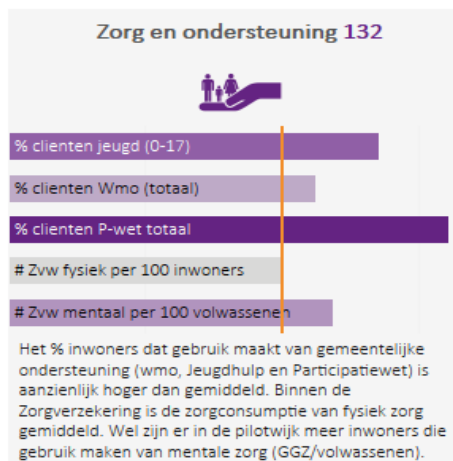 Zorg en ondersteuning 132
% clienten jeugd (0-17)
% clienten Wmo (totaal)
% clienten P-wet totaal
# Zvw fysiek per 100 inwoners
# Zvw mentaal per 100 volwassenen
Het % inwoners dat gebruik maakt van gemeentelijke
ondersteuning (wmo, Jeugdhulp en Participatiewet) is
aanzienlijk hoger dan gemiddeld. Binnen de
Zorgverzekering is de zorgconsumptie van fysiek zorg
gemiddeld. Wel zijn er in de pilotwijk meer inwoners die
gebruik maken van mentale zorg (GGZ/volwassenen).